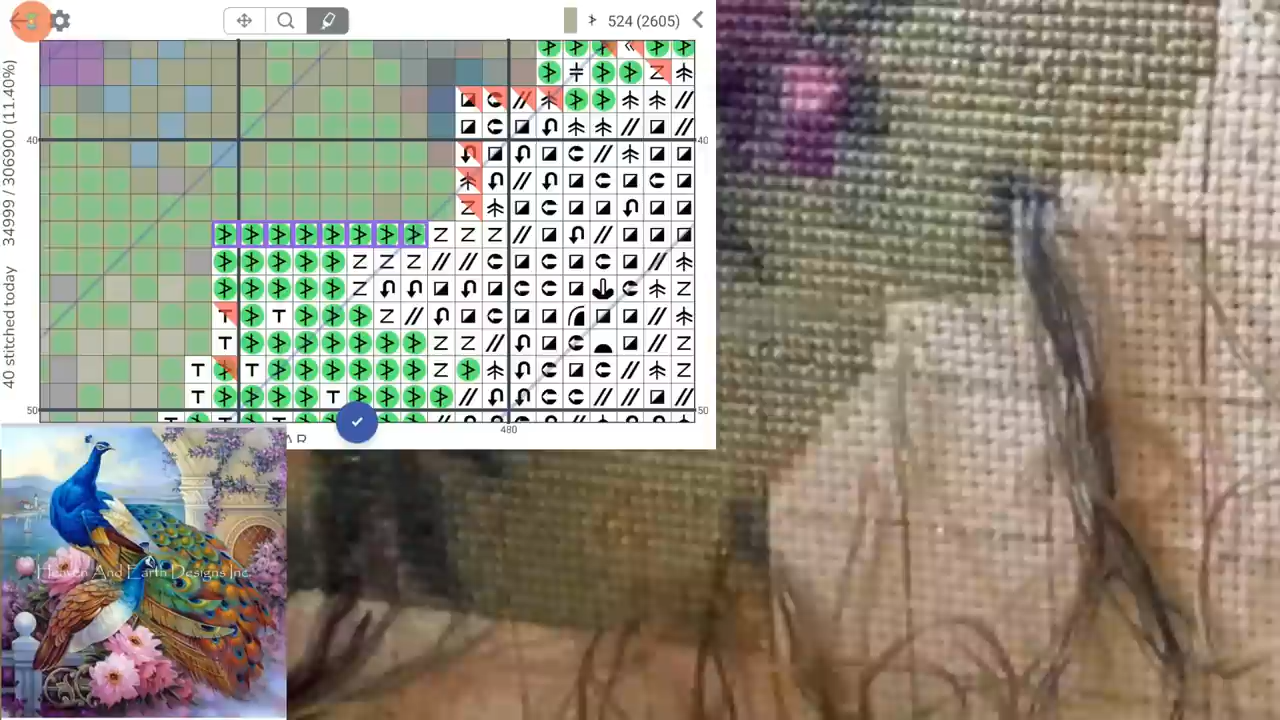 524 (2605)
34999 / 306900 (11.40%)
40 stitched today
40
40
50
50
480
Heaven And Earth Designs Inc.